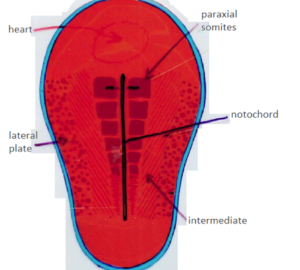 paraxial
somites
heart
notochord
lateral
plate
intermediate